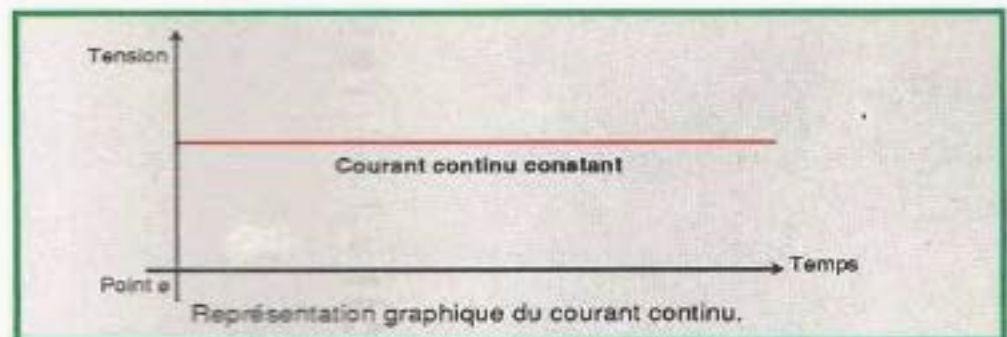 Tension
Courant continu constant
Temps
Point ø
Représentation graphique du courant continu.